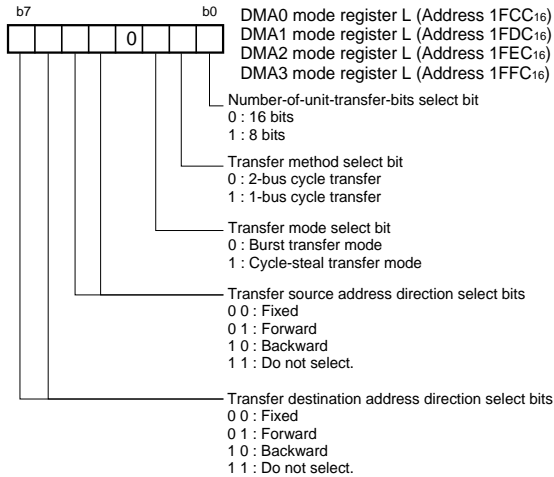 b7 b0
DMA0 mode register L (Address 1FCC16)
DMA1 mode register L (Address 1FDC16)
DMA2 mode register L (Address 1FEC16)
DMA3 mode register L (Address 1FFC16)
0
Number-of-unit-transfer-bits select bit
0 : 16 bits
1 : 8 bits
Transfer method select bit
0 : 2-bus cycle transfer
1 : 1-bus cycle transfer
Transfer mode select bit
0 : Burst transfer mode
1 : Cycle-steal transfer mode
Transfer source address direction select bits
0 0 : Fixed
0 1 : Forward
1 0 : Backward
1 1 : Do not select.
Transfer destination address direction select bits
0 0 : Fixed
0 1 : Forward
1 0 : Backward
1 1 : Do not select.